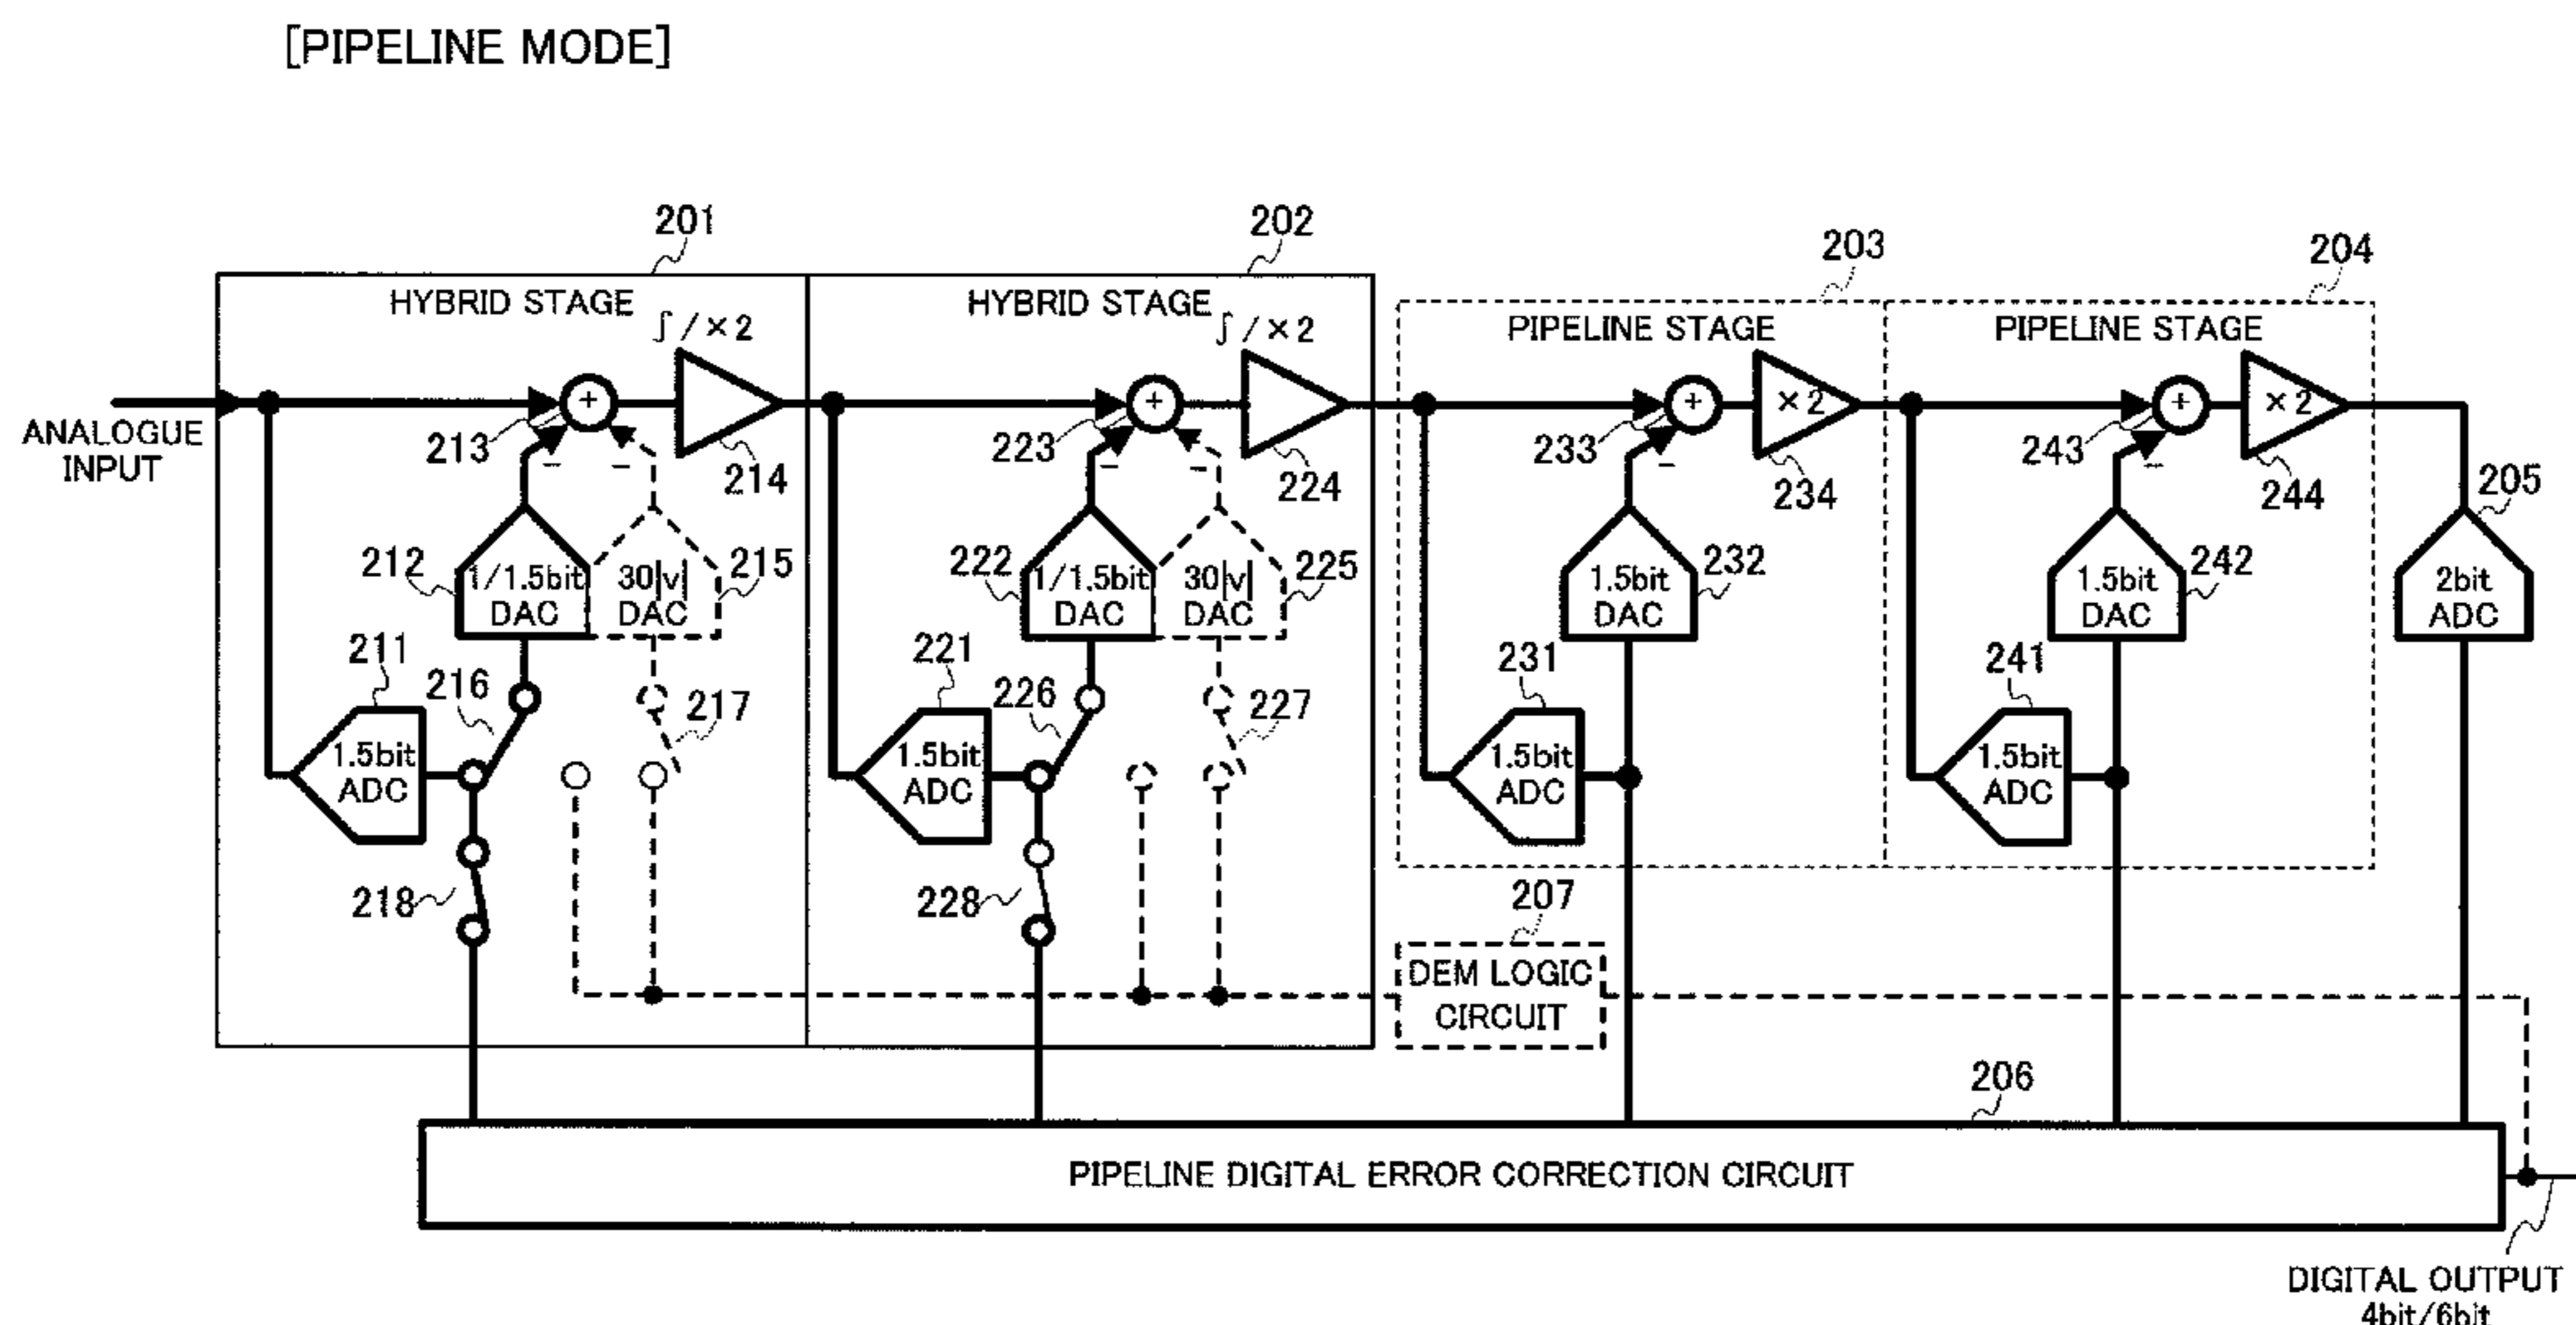 [PIPELINE MODE]
201
202
203
204
HYBRID STAGE
HYBRID STAGE
PIPELINE STAGE
PIPELINE STAGE
∫/×2
∫/×2
ANALOGUE
INPUT
+
+
+
×2
+
×2
213
−
−
214
223
−
−
224
233
−
234
243
−
244
205
212
1/1.5bit
DAC
30|v|
DAC
215
222
1/1.5bit
DAC
30|v|
DAC
225
1.5bit
DAC
232
1.5bit
DAC
242
2bit
ADC
211
216
217
221
226
227
231
241
1.5bit
ADC
1.5bit
ADC
1.5bit
ADC
1.5bit
ADC
218
228
207
DEM LOGIC
CIRCUIT
206
PIPELINE DIGITAL ERROR CORRECTION CIRCUIT
DIGITAL OUTPUT
4bit/6bit